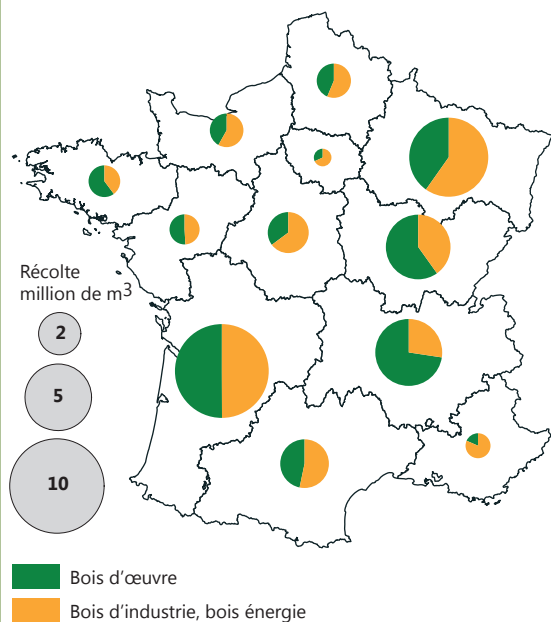 Récolte
million de m³
2
5
10
Bois d'œuvre
Bois d'industrie, bois énergie